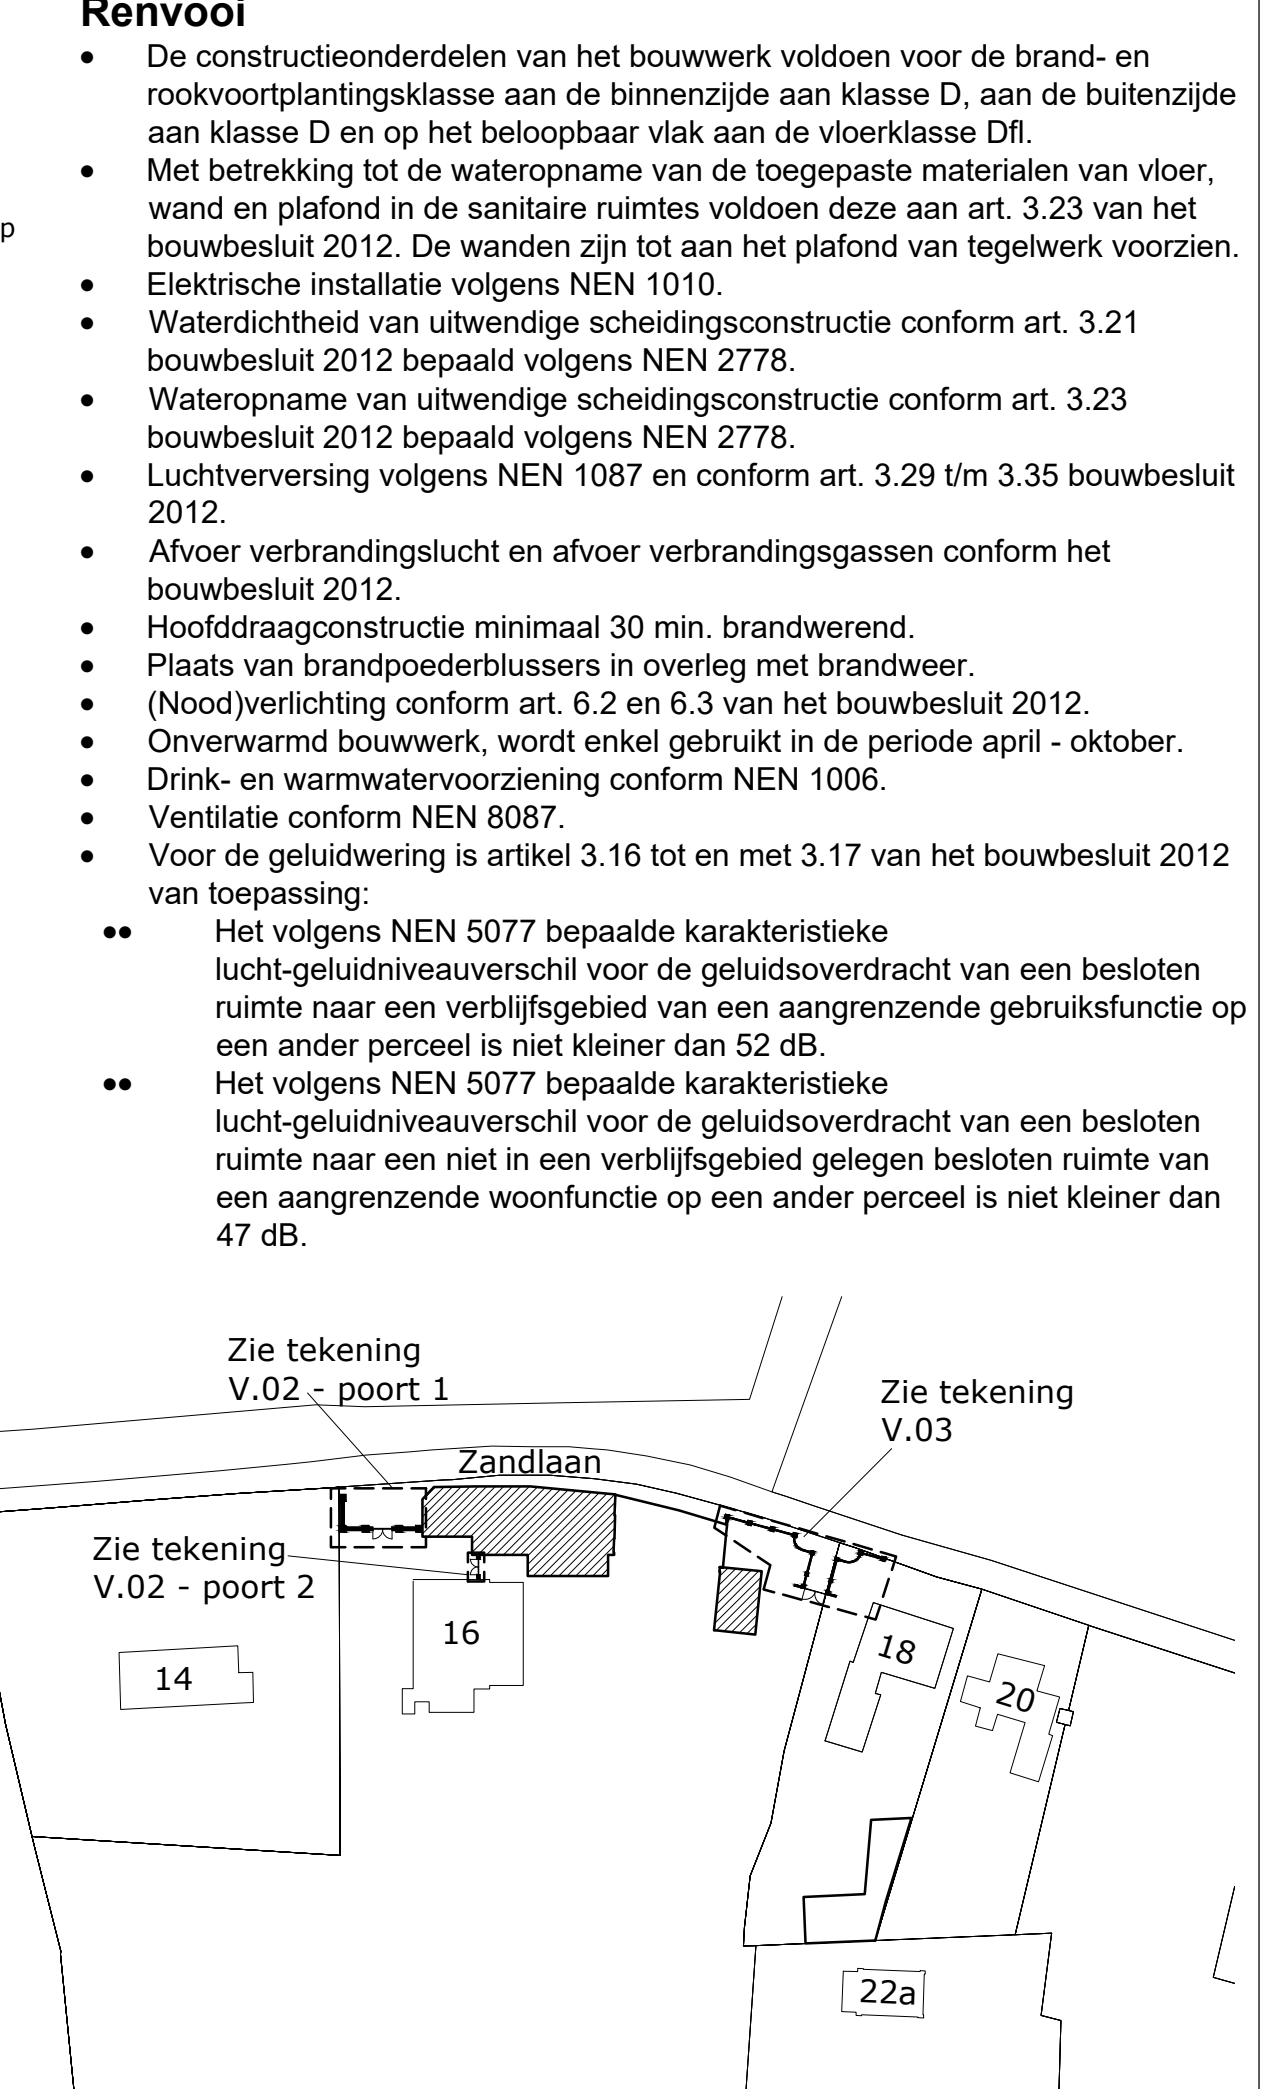 Renvooi
• De constructieonderdelen van het bouwwerk voldoen voor de brand- en
rookvoortplantingsklasse aan de binnenzijde aan klasse D, aan de buitenzijde
aan klasse D en op het beloopbaar vlak aan de vloerklasse Dfl.
• Met betrekking tot de wateropname van de toegepaste materialen van vloer,
wand en plafond in de sanitaire ruimtes voldoen deze aan art. 3.23 van het
p
bouwbesluit 2012. De wanden zijn tot aan het plafond van tegelwerk voorzien.
• Elektrische installatie volgens NEN 1010.
• Waterdichtheid van uitwendige scheidingsconstructie conform art. 3.21
bouwbesluit 2012 bepaald volgens NEN 2778.
• Wateropname van uitwendige scheidingsconstructie conform art. 3.23
bouwbesluit 2012 bepaald volgens NEN 2778.
• Luchtverversing volgens NEN 1087 en conform art. 3.29 t/m 3.35 bouwbesluit
2012.
• Afvoer verbrandingslucht en afvoer verbrandingsgassen conform het
bouwbesluit 2012.
• Hoofddraagconstructie minimaal 30 min. brandwerend.
• Plaats van brandpoederblussers in overleg met brandweer.
• (Nood)verlichting conform art. 6.2 en 6.3 van het bouwbesluit 2012.
• Onverwarmd bouwwerk, wordt enkel gebruikt in de periode april - oktober.
• Drink- en warmwatervoorziening conform NEN 1006.
• Ventilatie conform NEN 8087.
• Voor de geluidwering is artikel 3.16 tot en met 3.17 van het bouwbesluit 2012
van toepassing:
•• Het volgens NEN 5077 bepaalde karakteristieke
lucht-geluidniveauverschil voor de geluidsoverdracht van een besloten
ruimte naar een verblijfsgebied van een aangrenzende gebruiksfunctie op
een ander perceel is niet kleiner dan 52 dB.
•• Het volgens NEN 5077 bepaalde karakteristieke
lucht-geluidniveauverschil voor de geluidsoverdracht van een besloten
ruimte naar een niet in een verblijfsgebied gelegen besloten ruimte van
een aangrenzende woonfunctie op een ander perceel is niet kleiner dan
47 dB.
Zie tekening
V.02 - poort 1
Zie tekening
V.03
Zandlaan
Zie tekening
V.02 - poort 2
16
14
18
20
22a